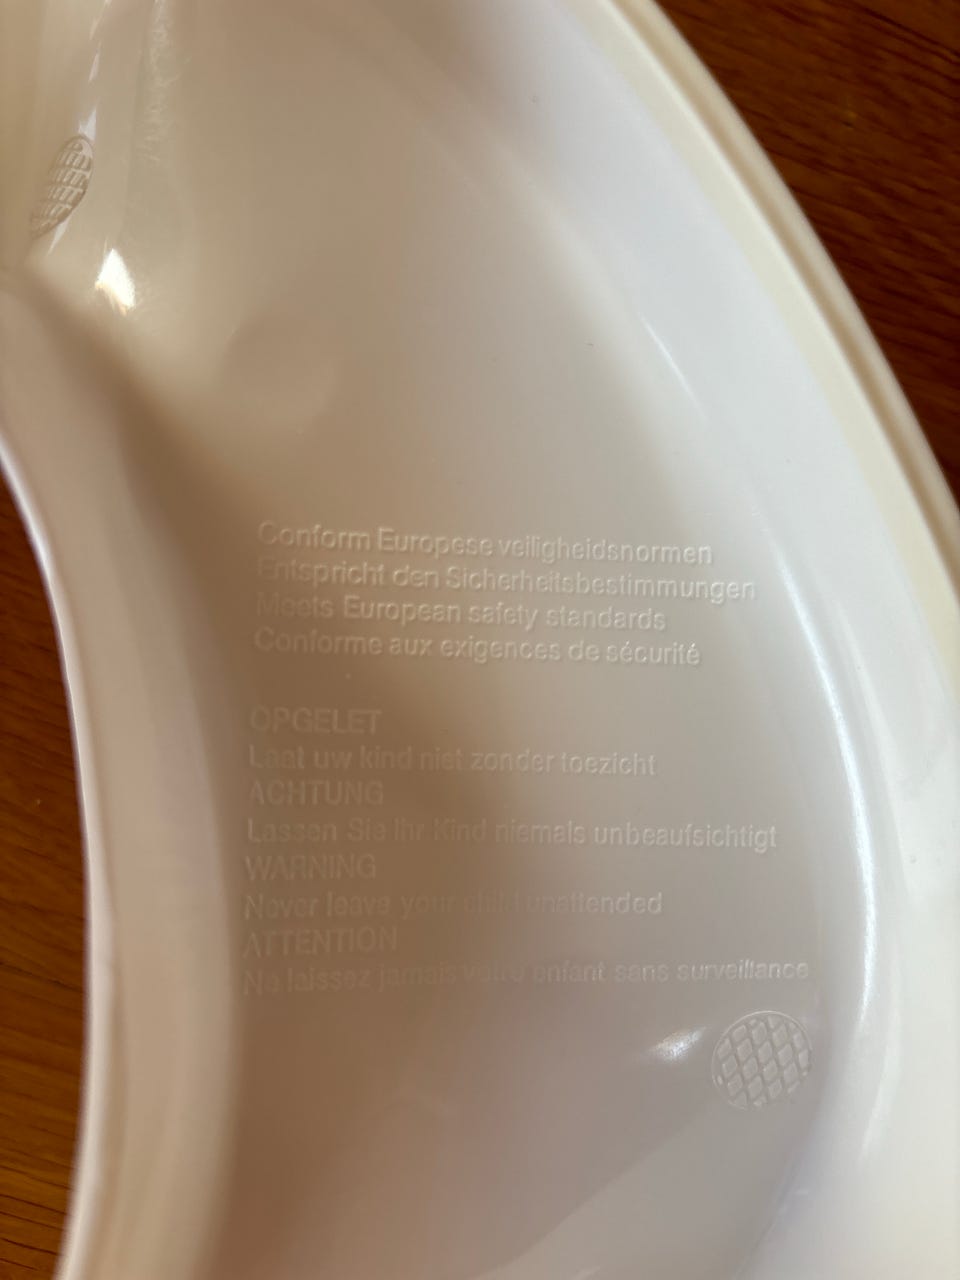 Conform Europese veiligheidsnormen
Entspricht den Sicherheitsbestimmungen
Meets European safety standards
Conforme aux exigences de sécurité
OPGELET
Laat uw kind niet zonder toezicht
ACHTUNG
Lassen Sie Ihr Kind niemals unbeaufsichtigt
WARNING
Never leave your child unattended
ATTENTION
Ne laissez jamais votre enfant sans surveillance